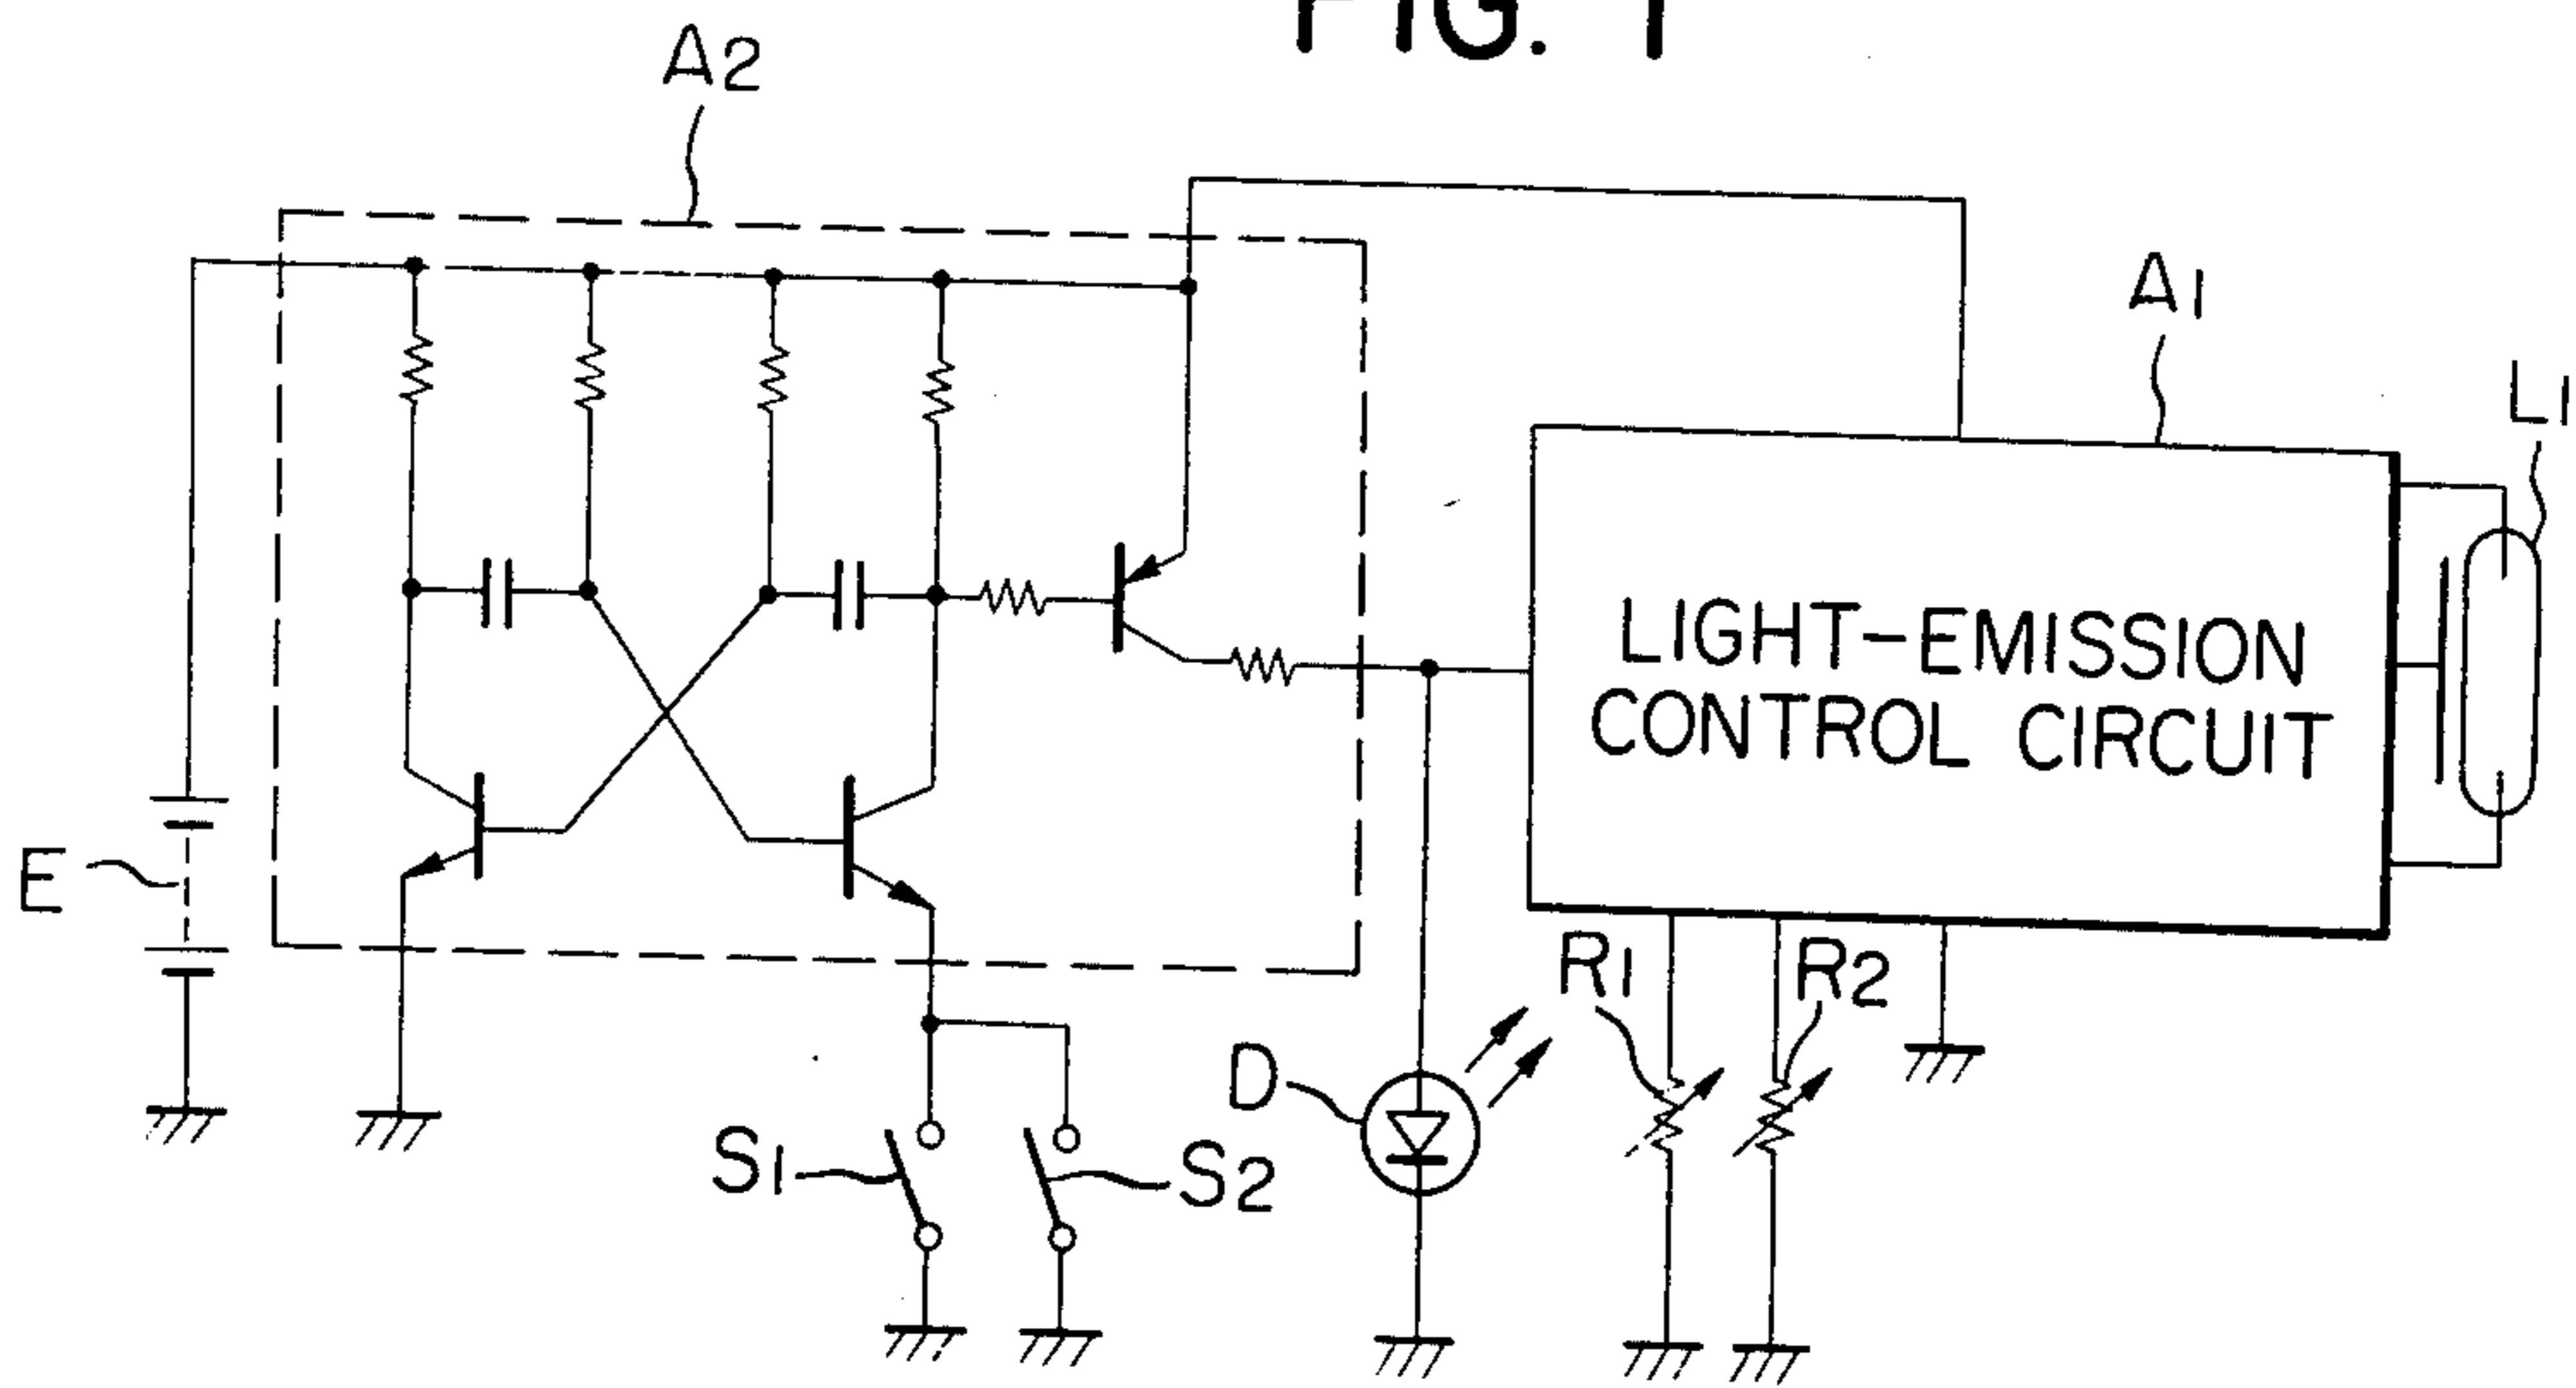 FIG. 1
A2
A1
L1
LIGHT-EMISSION
CONTROL CIRCUIT
E
R1
R2
D
S1
S2